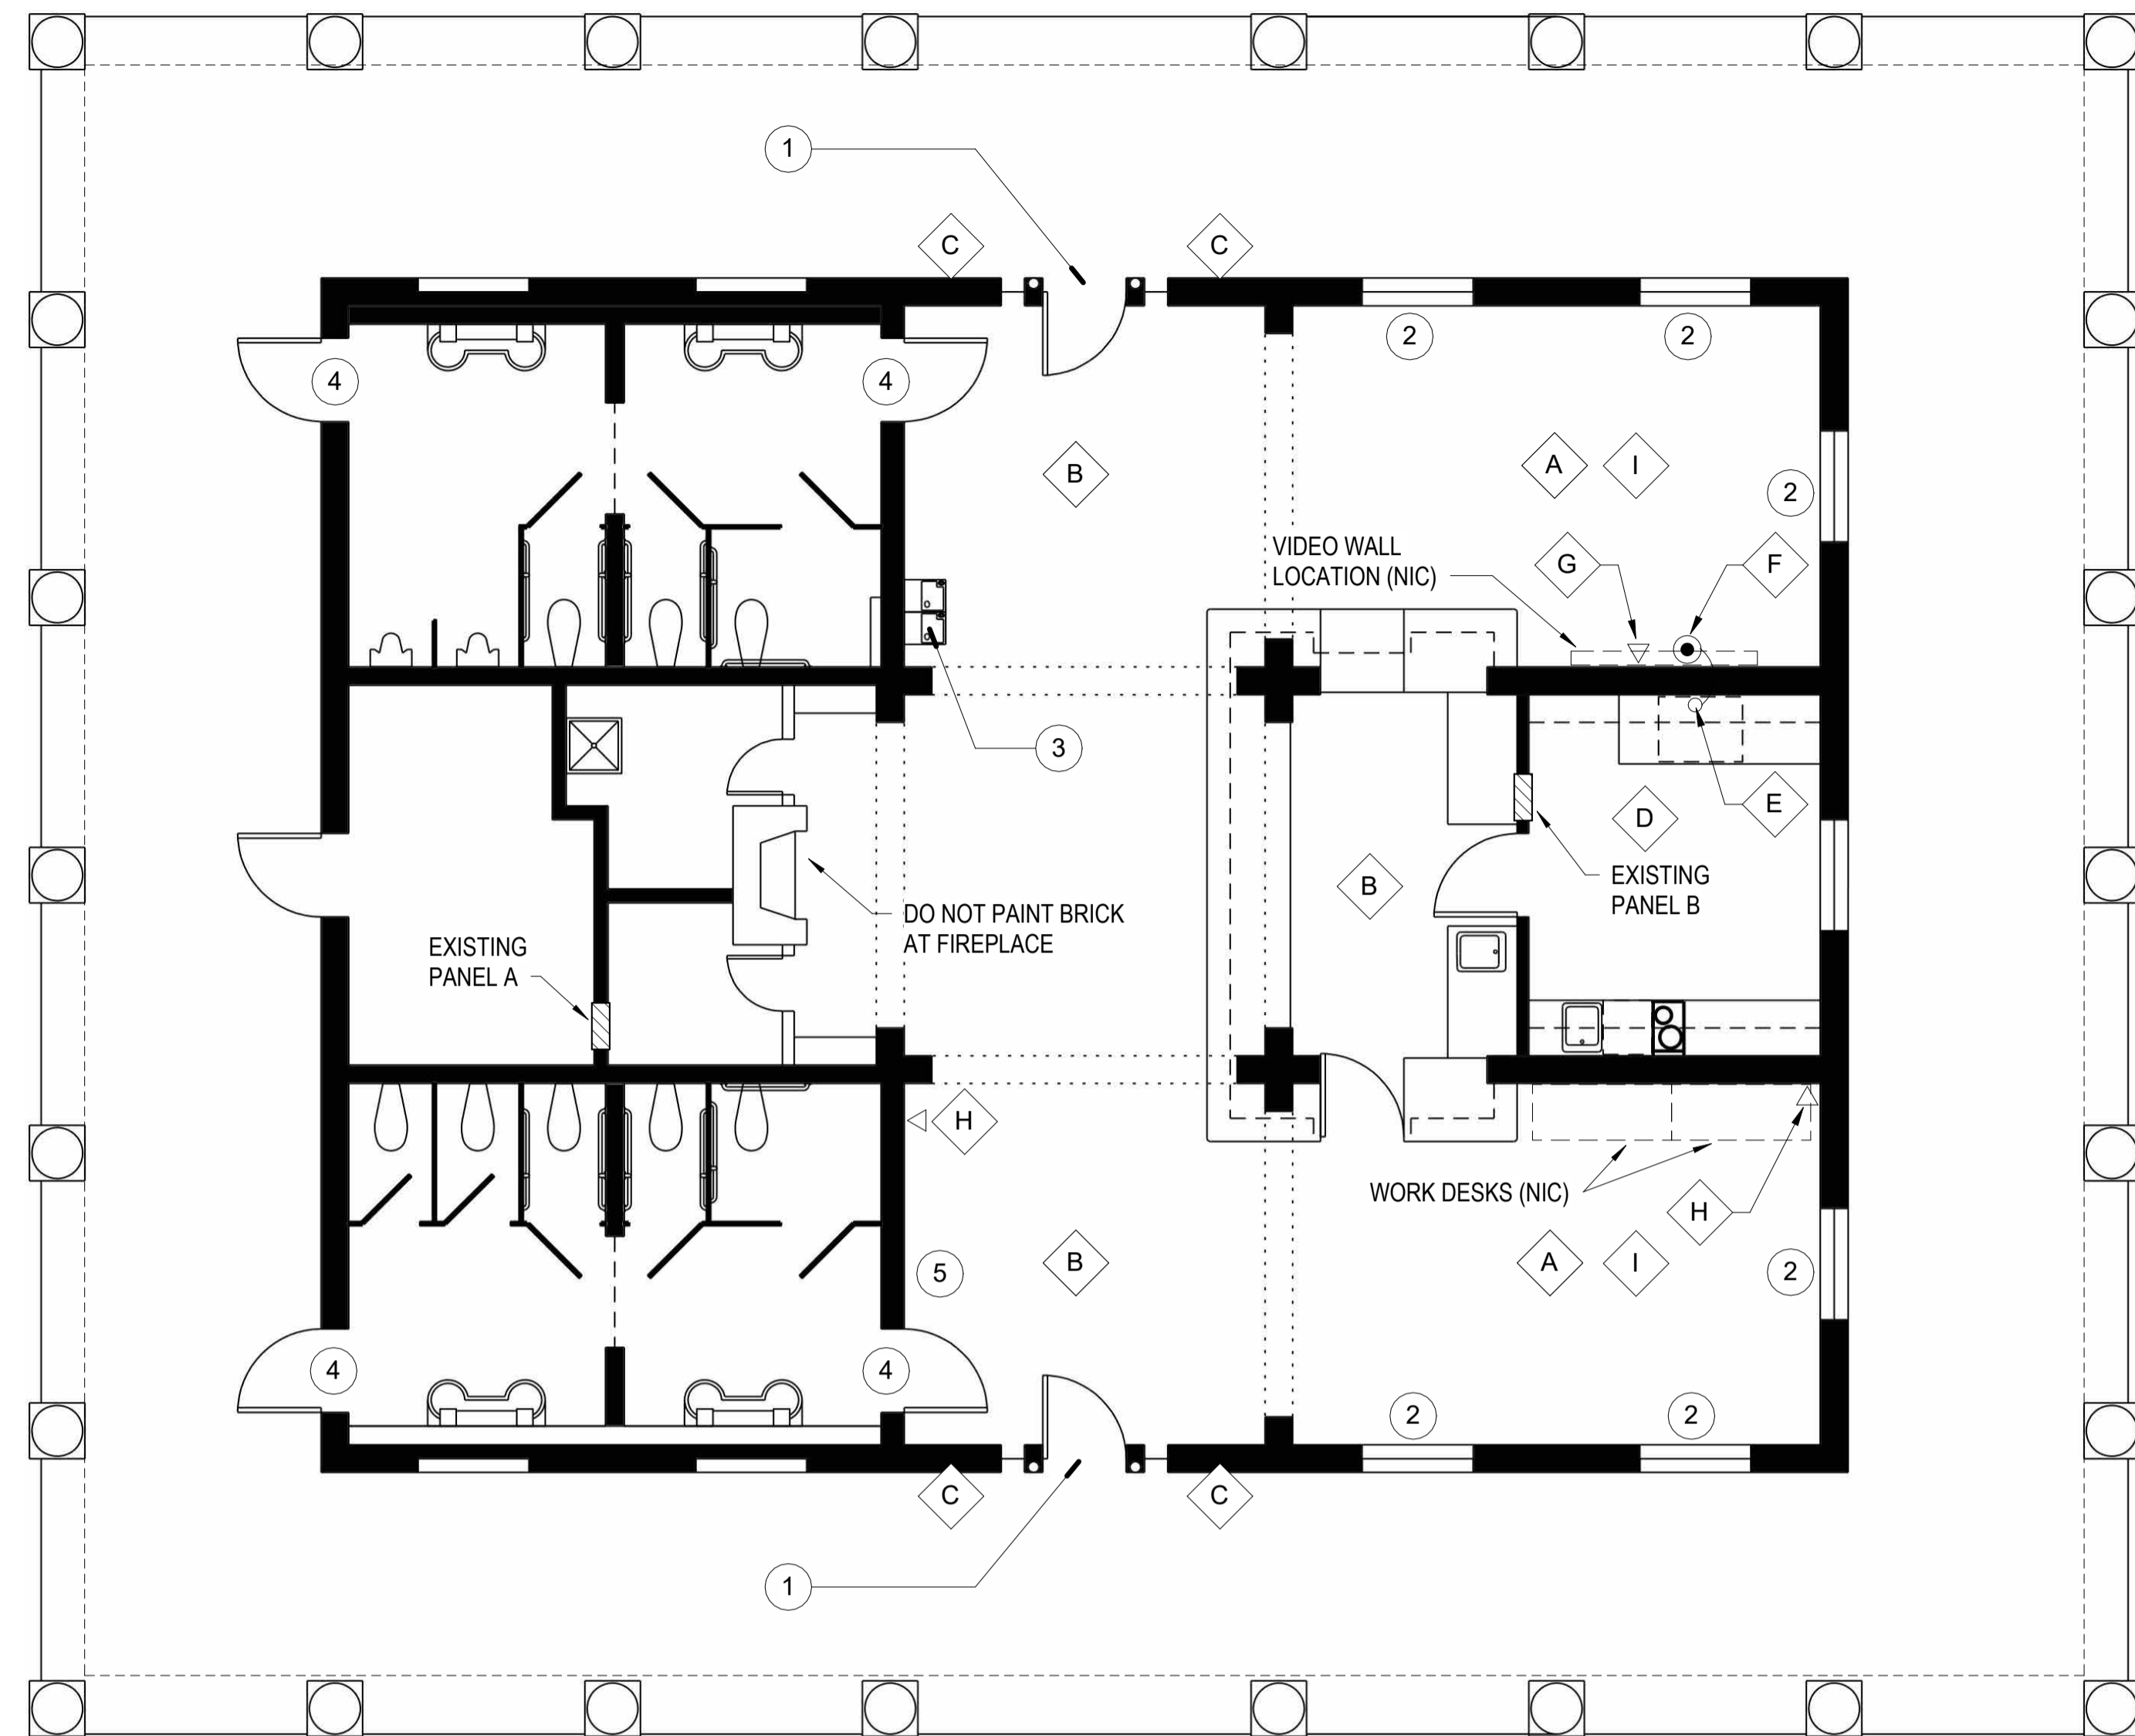 1
C
C
2
2
4
4
B
A
I
2
VIDEO WALL
LOCATION (NIC)
G
F
3
E
D
B
EXISTING
PANEL B
DO NOT PAINT BRICK
AT FIREPLACE
EXISTING
PANEL A
H
WORK DESKS (NIC)
H
B
A
I
5
2
4
4
2
2
C
C
1